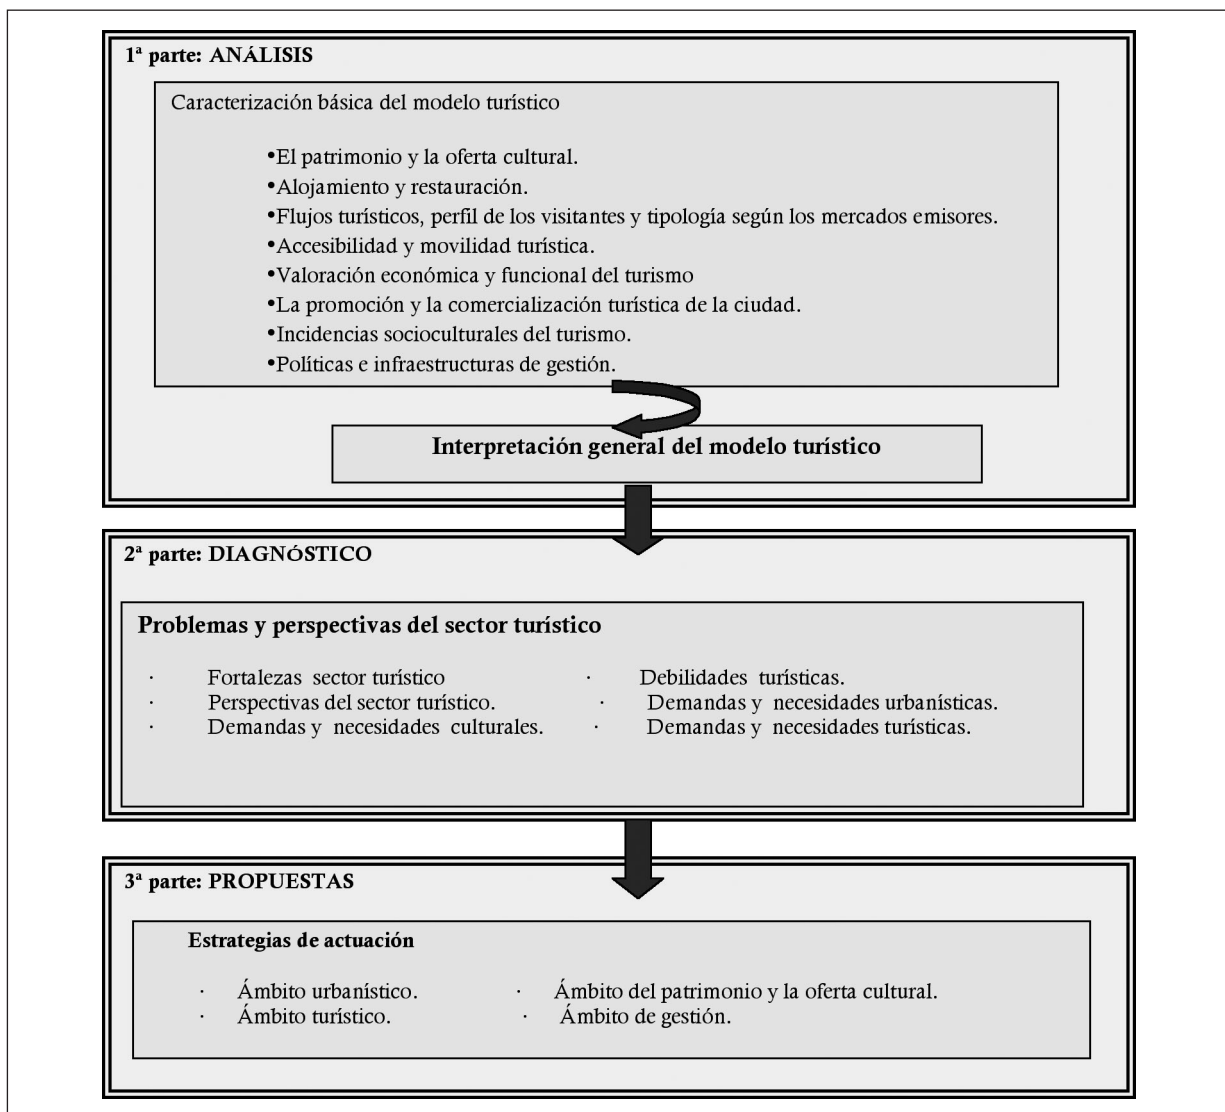 1ª parte: ANÁLISIS
Caracterización básica del modelo turístico
•El patrimonio y la oferta cultural.
•Alojamiento y restauración.
•Flujos turísticos, perfil de los visitantes y tipología según los mercados emisores.
•Accesibilidad y movilidad turística.
•Valoración económica y funcional del turismo
•La promoción y la comercialización turística de la ciudad.
•Incidencias socioculturales del turismo.
•Políticas e infraestructuras de gestión.
Interpretación general del modelo turístico
2ª parte: DIAGNÓSTICO
Problemas y perspectivas del sector turístico
· Fortalezas sector turístico · Debilidades turísticas.
· Perspectivas del sector turístico. · Demandas y necesidades urbanísticas.
· Demandas y necesidades culturales. · Demandas y necesidades turísticas.
3ª parte: PROPUESTAS
Estrategias de actuación
· Ámbito urbanístico. · Ámbito del patrimonio y la oferta cultural.
· Ámbito turístico. · Ámbito de gestión.